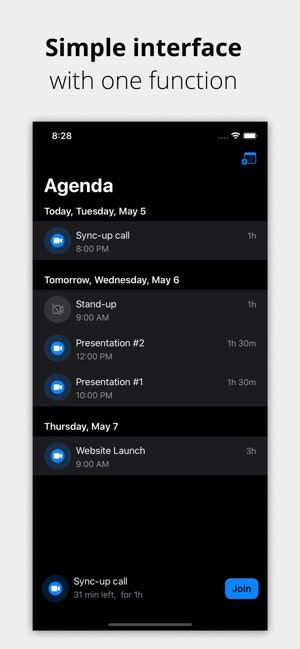 Simple interface
with one function
8:28
Agenda
Today, Tuesday, May 5
Sync-up call
1h
8:00 PM
Tomorrow, Wednesday, May 6
Stand-up
1h
9:00 AM
Presentation #2
1h 30m
12:00 PM
Presentation #1
1h 30m
10:00 PM
Thursday, May 7
Website Launch
3h
9:00 AM
Sync-up call
31 min left,  for 1h
Join